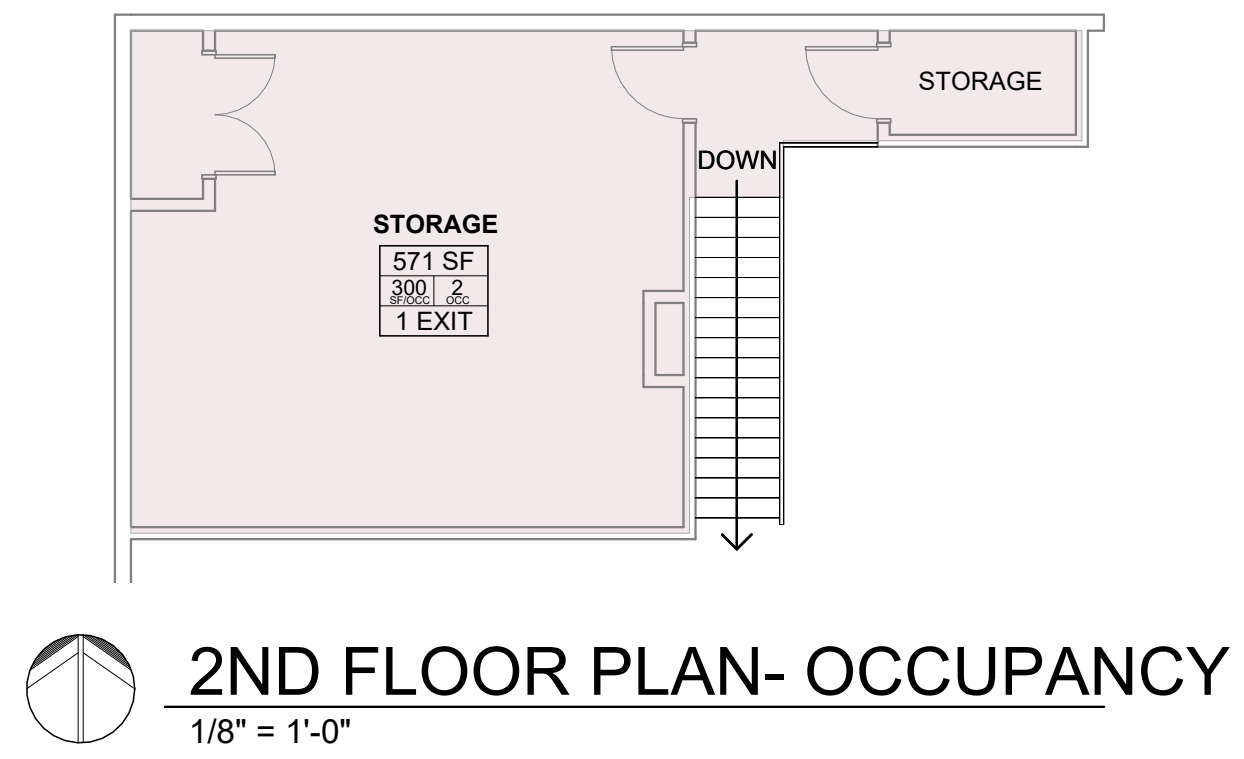 STORAGE
DOWN
STORAGE
571 SF
300 2
SF/OCC OCC
1 EXIT
2ND FLOOR PLAN- OCCUPANCY
1/8" = 1'-0"